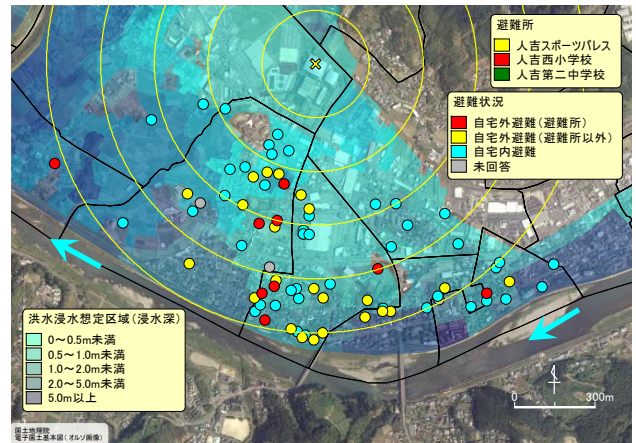 避難所
人吉スポーツパレス
人吉西小学校
人吉第二中学校
避難状況
自宅外避難(避難所)
自宅外避難(避難所以外)
自宅内避難
未回答
洪水浸水想定区域(浸水深)
0～0.5m未満
0.5～1.0m未満
1.0～2.0m未満
2.0～5.0m未満
5.0m以上
0 300m
国土地理院
電子国土基本図(オルソ画像)